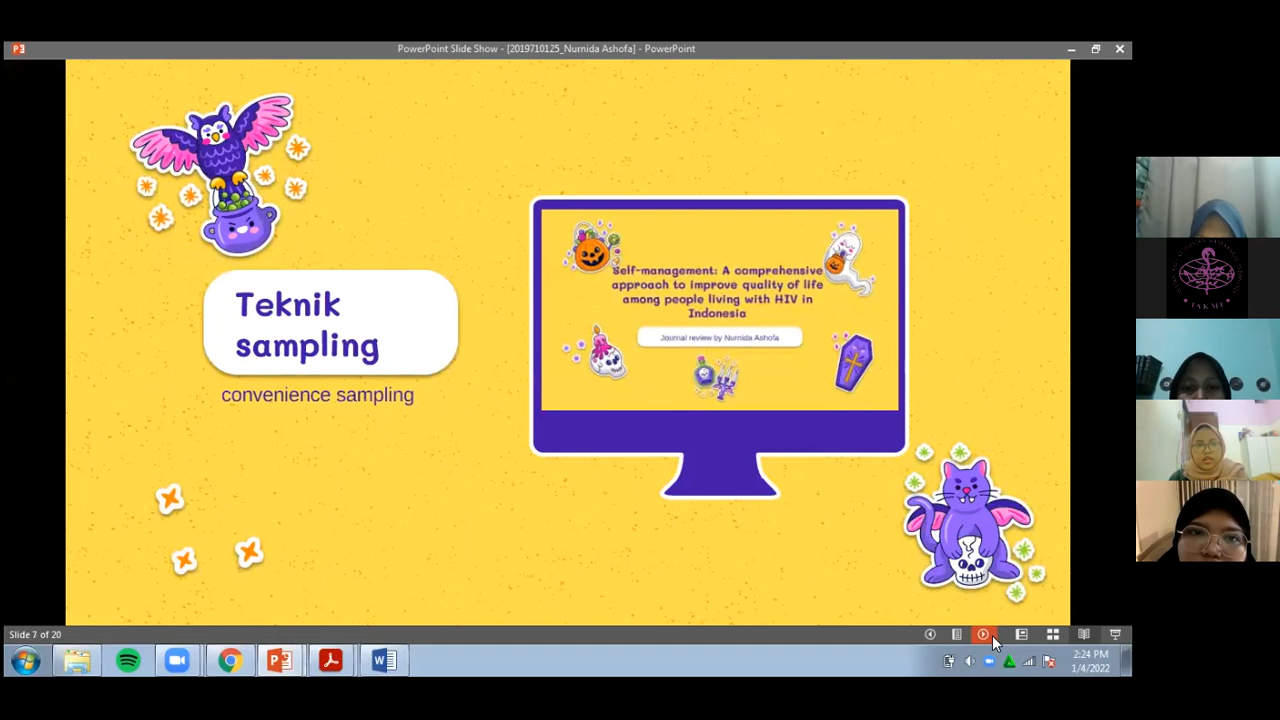 PowerPoint Slide Show - [2019710125_Nurnida Ashofa] - PowerPoint
Teknik
sampling
convenience sampling
Self-management: A comprehensive
approach to improve quality of life
among people living with HIV in
Indonesia
Journal review by Nurnida Ashofa
Slide 7 of 20
2:24 PM
1/4/2022